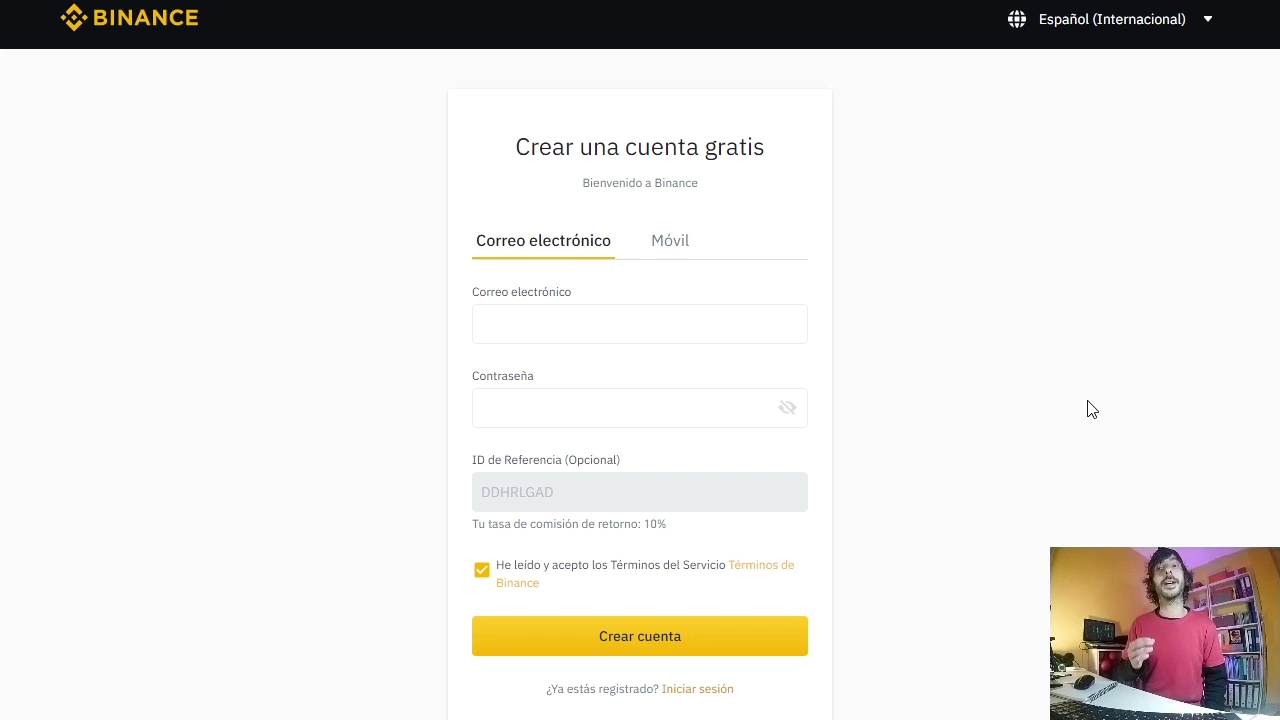 BINANCE
Español (Internacional)
Crear una cuenta gratis
Bienvenido a Binance
Correo electrónico
Móvil
Correo electrónico
Contraseña
ID de Referencia (Opcional)
DDHRLGAD
Tu tasa de comisión de retorno: 10%
He leído y acepto los Términos del Servicio Términos de
Binance
Crear cuenta
¿Ya estás registrado? Iniciar sesión